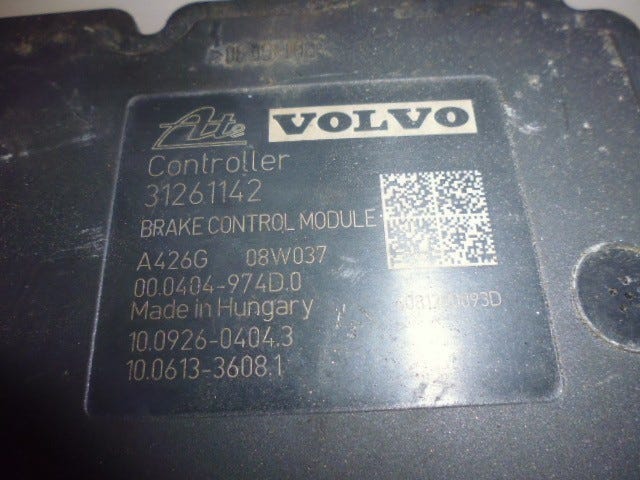 Ate VOLVO
Controller
31261142
BRAKE CONTROL MODULE
A426G 08W037
00.0404-974D.0
Made in Hungary
10.0926-0404.3
10.0613-3608.1